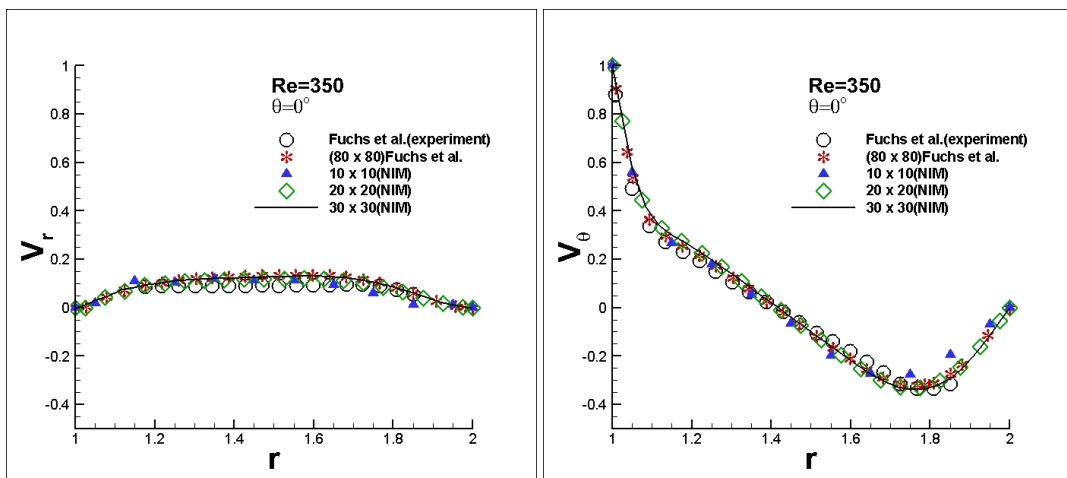 Re=350
θ=0°
Fuchs et al.(experiment)
(80 x 80)Fuchs et al.
10 x 10(NIM)
20 x 20(NIM)
30 x 30(NIM)
1
0.8
0.6
0.4
0.2
0
-0.2
-0.4
Vr
1 1.2 1.4 1.6 1.8 2
r
Re=350
θ=0°
Fuchs et al.(experiment)
(80 x 80)Fuchs et al.
10 x 10(NIM)
20 x 20(NIM)
30 x 30(NIM)
1
0.8
0.6
0.4
0.2
0
-0.2
-0.4
Vθ
1 1.2 1.4 1.6 1.8 2
r